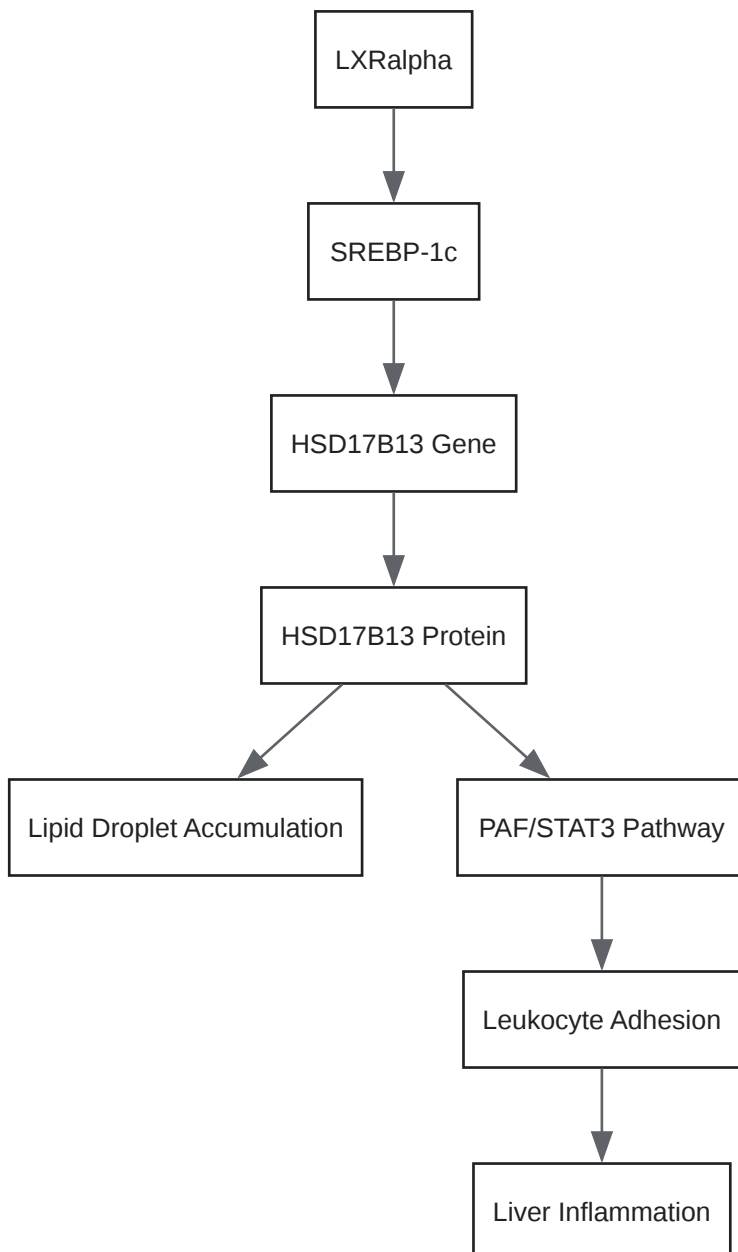 LXRalpha
SREBP-1c
HSD17B13 Gene
HSD17B13 Protein
Lipid Droplet Accumulation
PAF/STAT3 Pathway
Leukocyte Adhesion
Liver Inflammation